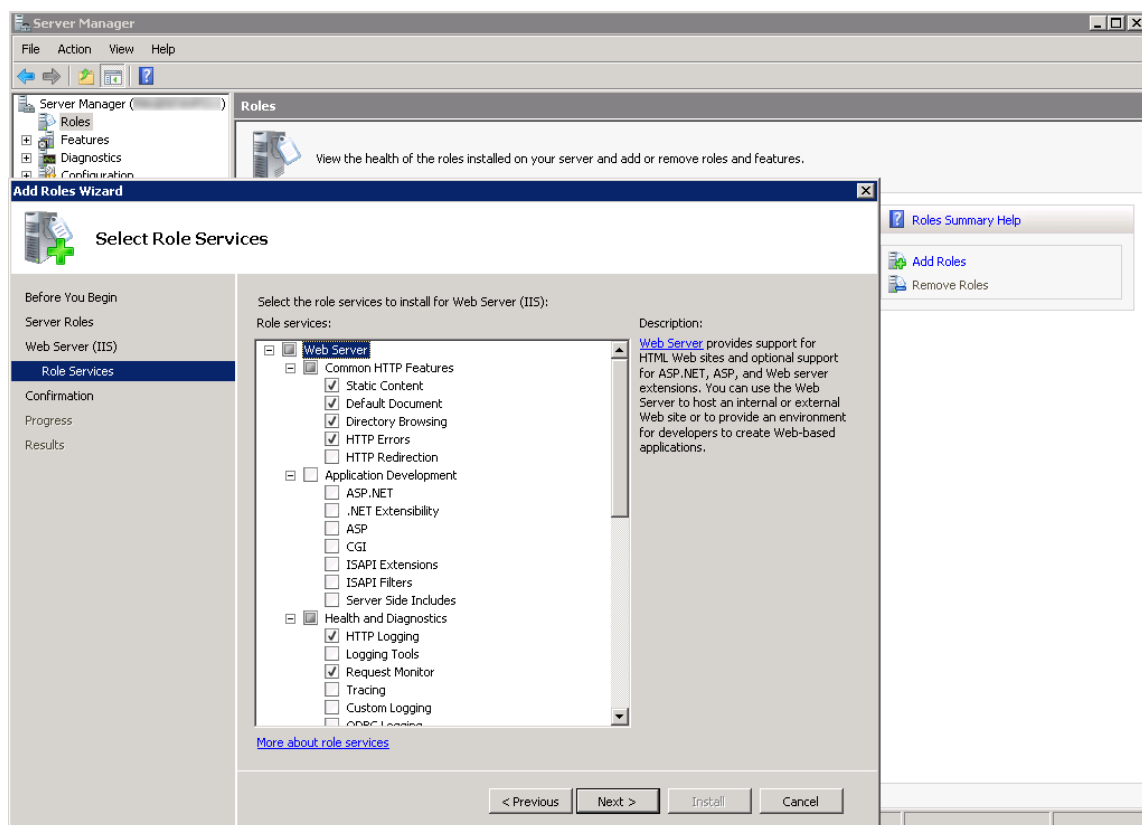 Server Manager
File Action View Help
Server Manager ( )
Roles
Features
Diagnostics
Configuration
Roles
View the health of the roles installed on your server and add or remove roles and features.
Roles Summary Help
Add Roles
Remove Roles
Add Roles Wizard
Select Role Services
Before You Begin
Server Roles
Web Server (IIS)
Role Services
Confirmation
Progress
Results
Select the role services to install for Web Server (IIS):
Role services:
Web Server
Common HTTP Features
Static Content
Default Document
Directory Browsing
HTTP Errors
HTTP Redirection
Application Development
ASP.NET
.NET Extensibility
ASP
CGI
ISAPI Extensions
ISAPI Filters
Server Side Includes
Health and Diagnostics
HTTP Logging
Logging Tools
Request Monitor
Tracing
Custom Logging
ODBC Logging
More about role services
Description:
Web Server provides support for
HTML Web sites and optional support
for ASP.NET, ASP, and Web server
extensions. You can use the Web
Server to host an internal or external
Web site or to provide an environment
for developers to create Web-based
applications.
< Previous
Next >
Install
Cancel